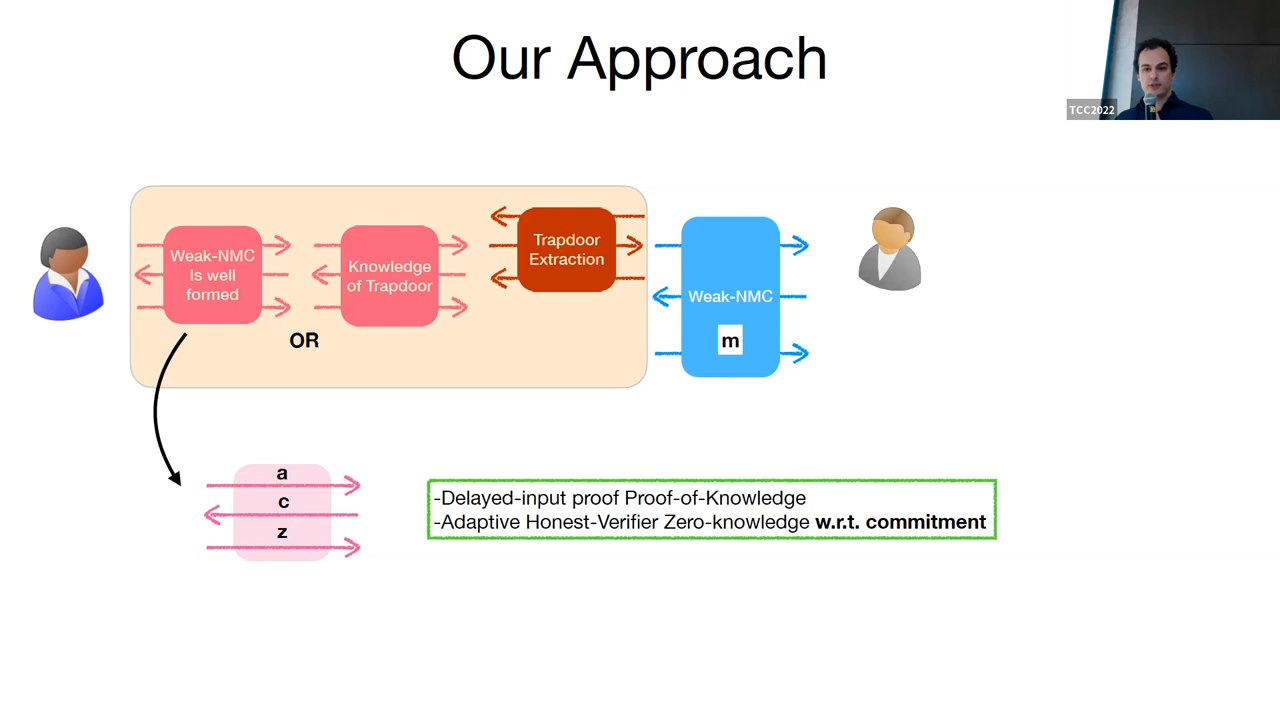 Our Approach
TCC2022
Weak-NMC
Is well
formed
OR
Knowledge
of Trapdoor
Trapdoor
Extraction
Weak-NMC
m
a
c
z
-Delayed-input proof Proof-of-Knowledge
-Adaptive Honest-Verifier Zero-knowledge w.r.t. commitment